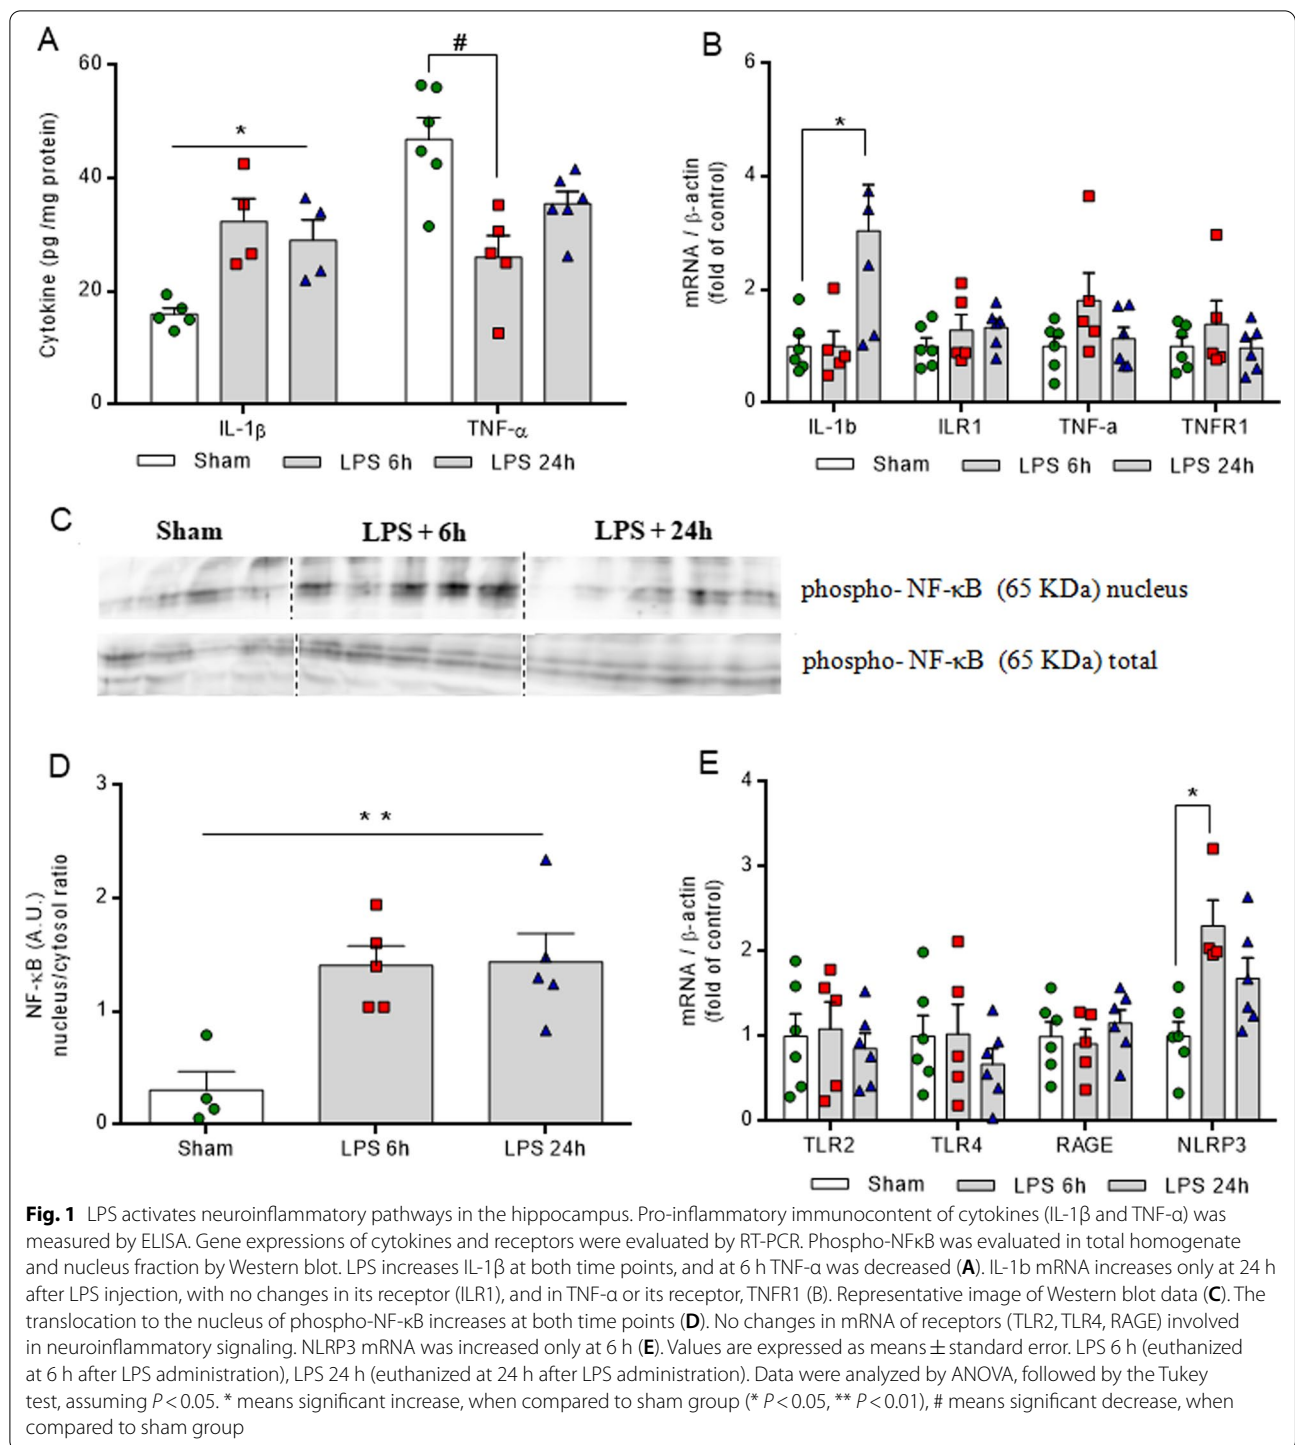 A
B
#
*
Cytokine (pg /mg protein)
60
40
20
0
IL-1β
TNF-α
Sham
LPS 6h
LPS 24h
*
mRNA / β-actin
(fold of control)
6
4
2
0
IL-1b
ILR1
TNF-a
TNFR1
Sham
LPS 6h
LPS 24h
C
Sham
LPS + 6h
LPS + 24h
phospho- NF-κB (65 KDa) nucleus
phospho- NF-κB (65 KDa) total
D
NF-κB (A.U.)
nucleus/cytosol ratio
3
2
1
0
* *
Sham
LPS 6h
LPS 24h
E
mRNA / β-actin
(fold of control)
4
3
2
1
0
*
TLR2
TLR4
RAGE
NLRP3
Sham
LPS 6h
LPS 24h
Fig. 1 LPS activates neuroinflammatory pathways in the hippocampus. Pro-inflammatory immunocontent of cytokines (IL-1β and TNF-α) was
measured by ELISA. Gene expressions of cytokines and receptors were evaluated by RT-PCR. Phospho-NFκB was evaluated in total homogenate
and nucleus fraction by Western blot. LPS increases IL-1β at both time points, and at 6 h TNF-α was decreased (A). IL-1b mRNA increases only at 24 h
after LPS injection, with no changes in its receptor (ILR1), and in TNF-α or its receptor, TNFR1 (B). Representative image of Western blot data (C). The
translocation to the nucleus of phospho-NF-κB increases at both time points (D). No changes in mRNA of receptors (TLR2, TLR4, RAGE) involved
in neuroinflammatory signaling. NLRP3 mRNA was increased only at 6 h (E). Values are expressed as means ± standard error. LPS 6 h (euthanized
at 6 h after LPS administration), LPS 24 h (euthanized at 24 h after LPS administration). Data were analyzed by ANOVA, followed by the Tukey
test, assuming P < 0.05. * means significant increase, when compared to sham group (* P < 0.05, ** P < 0.01), # means significant decrease, when
compared to sham group